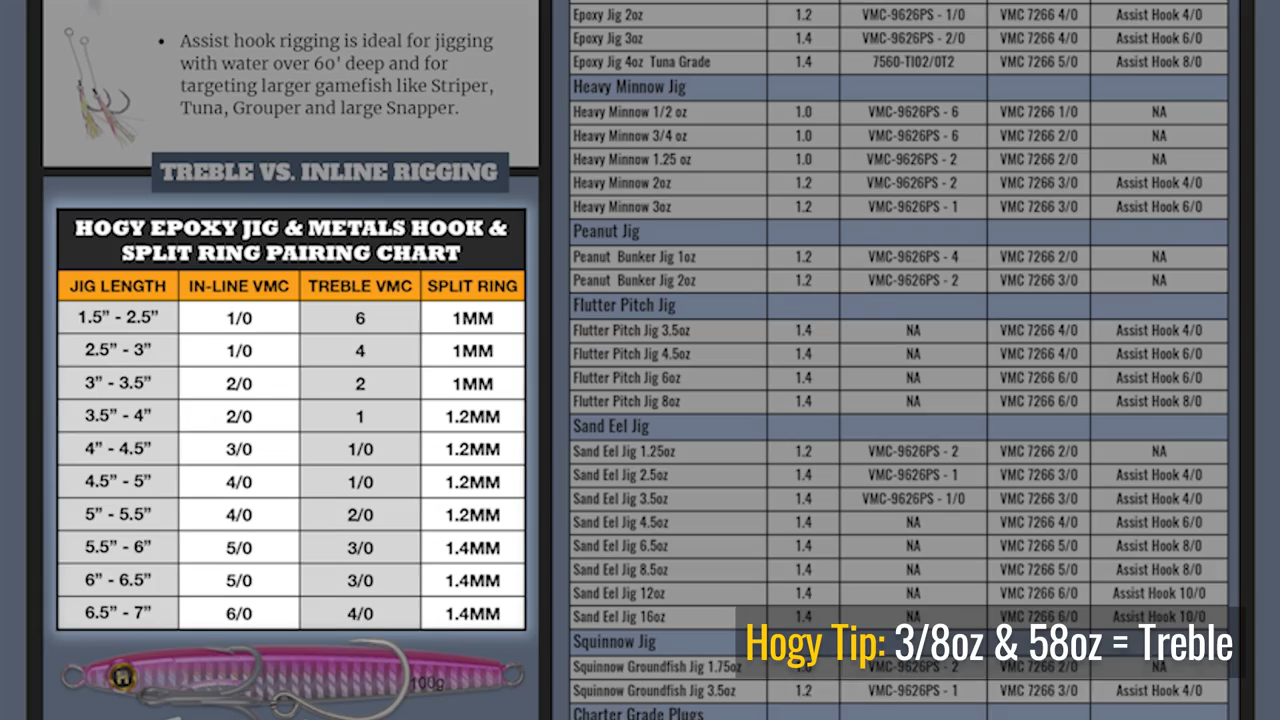 • Assist hook rigging is ideal for jigging
with water over 60' deep and for
targeting larger gamefish like Striper,
Tuna, Grouper and large Snapper.
TREBLE VS. INLINE RIGGING
HOGY EPOXY JIG & METALS HOOK &
SPLIT RING PAIRING CHART
JIG LENGTH IN-LINE VMC TREBLE VMC SPLIT RING
1.5” - 2.5” 1/0 6 1MM
2.5” - 3” 1/0 4 1MM
3” - 3.5” 2/0 2 1MM
3.5” - 4” 2/0 1 1.2MM
4” - 4.5” 3/0 1/0 1.2MM
4.5” - 5” 4/0 1/0 1.2MM
5” - 5.5” 4/0 2/0 1.2MM
5.5” - 6” 5/0 3/0 1.4MM
6” - 6.5” 5/0 3/0 1.4MM
6.5” - 7” 6/0 4/0 1.4MM
100g
Epoxy Jig 2oz 1.2 VMC-9626PS - 1/0 VMC 7266 4/0 Assist Hook 4/0
Epoxy Jig 3oz 1.4 VMC-9626PS - 2/0 VMC 7266 4/0 Assist Hook 6/0
Epoxy Jig 4oz Tuna Grade 1.4 7560-TI02/0T2 VMC 7266 5/0 Assist Hook 8/0
Heavy Minnow Jig
Heavy Minnow 1/2 oz 1.0 VMC-9626PS - 6 VMC 7266 1/0 NA
Heavy Minnow 3/4 oz 1.0 VMC-9626PS - 6 VMC 7266 2/0 NA
Heavy Minnow 1.25 oz 1.0 VMC-9626PS - 2 VMC 7266 2/0 NA
Heavy Minnow 2oz 1.2 VMC-9626PS - 2 VMC 7266 3/0 Assist Hook 4/0
Heavy Minnow 3oz 1.2 VMC-9626PS - 1 VMC 7266 3/0 Assist Hook 6/0
Peanut Jig
Peanut Bunker Jig 1oz 1.2 VMC-9626PS - 4 VMC 7266 2/0 NA
Peanut Bunker Jig 2oz 1.2 VMC-9626PS - 2 VMC 7266 3/0 NA
Flutter Pitch Jig
Flutter Pitch Jig 3.5oz 1.4 NA VMC 7266 4/0 Assist Hook 4/0
Flutter Pitch Jig 4.5oz 1.4 NA VMC 7266 4/0 Assist Hook 6/0
Flutter Pitch Jig 6oz 1.4 NA VMC 7266 6/0 Assist Hook 6/0
Flutter Pitch Jig 8oz 1.4 NA VMC 7266 6/0 Assist Hook 8/0
Sand Eel Jig
Sand Eel Jig 1.25oz 1.2 VMC-9626PS - 2 VMC 7266 2/0 NA
Sand Eel Jig 2.5oz 1.4 VMC-9626PS - 1 VMC 7266 3/0 Assist Hook 4/0
Sand Eel Jig 3.5oz 1.4 VMC-9626PS - 1/0 VMC 7266 3/0 Assist Hook 4/0
Sand Eel Jig 4.5oz 1.4 NA VMC 7266 4/0 Assist Hook 6/0
Sand Eel Jig 6.5oz 1.4 NA VMC 7266 5/0 Assist Hook 8/0
Sand Eel Jig 8.5oz 1.4 NA VMC 7266 5/0 Assist Hook 8/0
Sand Eel Jig 12oz 1.4 NA VMC 7266 6/0 Assist Hook 10/0
Sand Eel Jig 16oz 1.4 NA VMC 7266 6/0 Assist Hook 10/0
Squinnow Jig
Hogy Tip: 3/8oz & 58oz = Treble
Squinnow Groundfish Jig 1.75oz VMC-9626PS - 2 VMC 7266 2/0 NA
Squinnow Groundfish Jig 3.5oz 1.2 VMC-9626PS - 1 VMC 7266 3/0 Assist Hook 4/0
Charter Grade Plugs